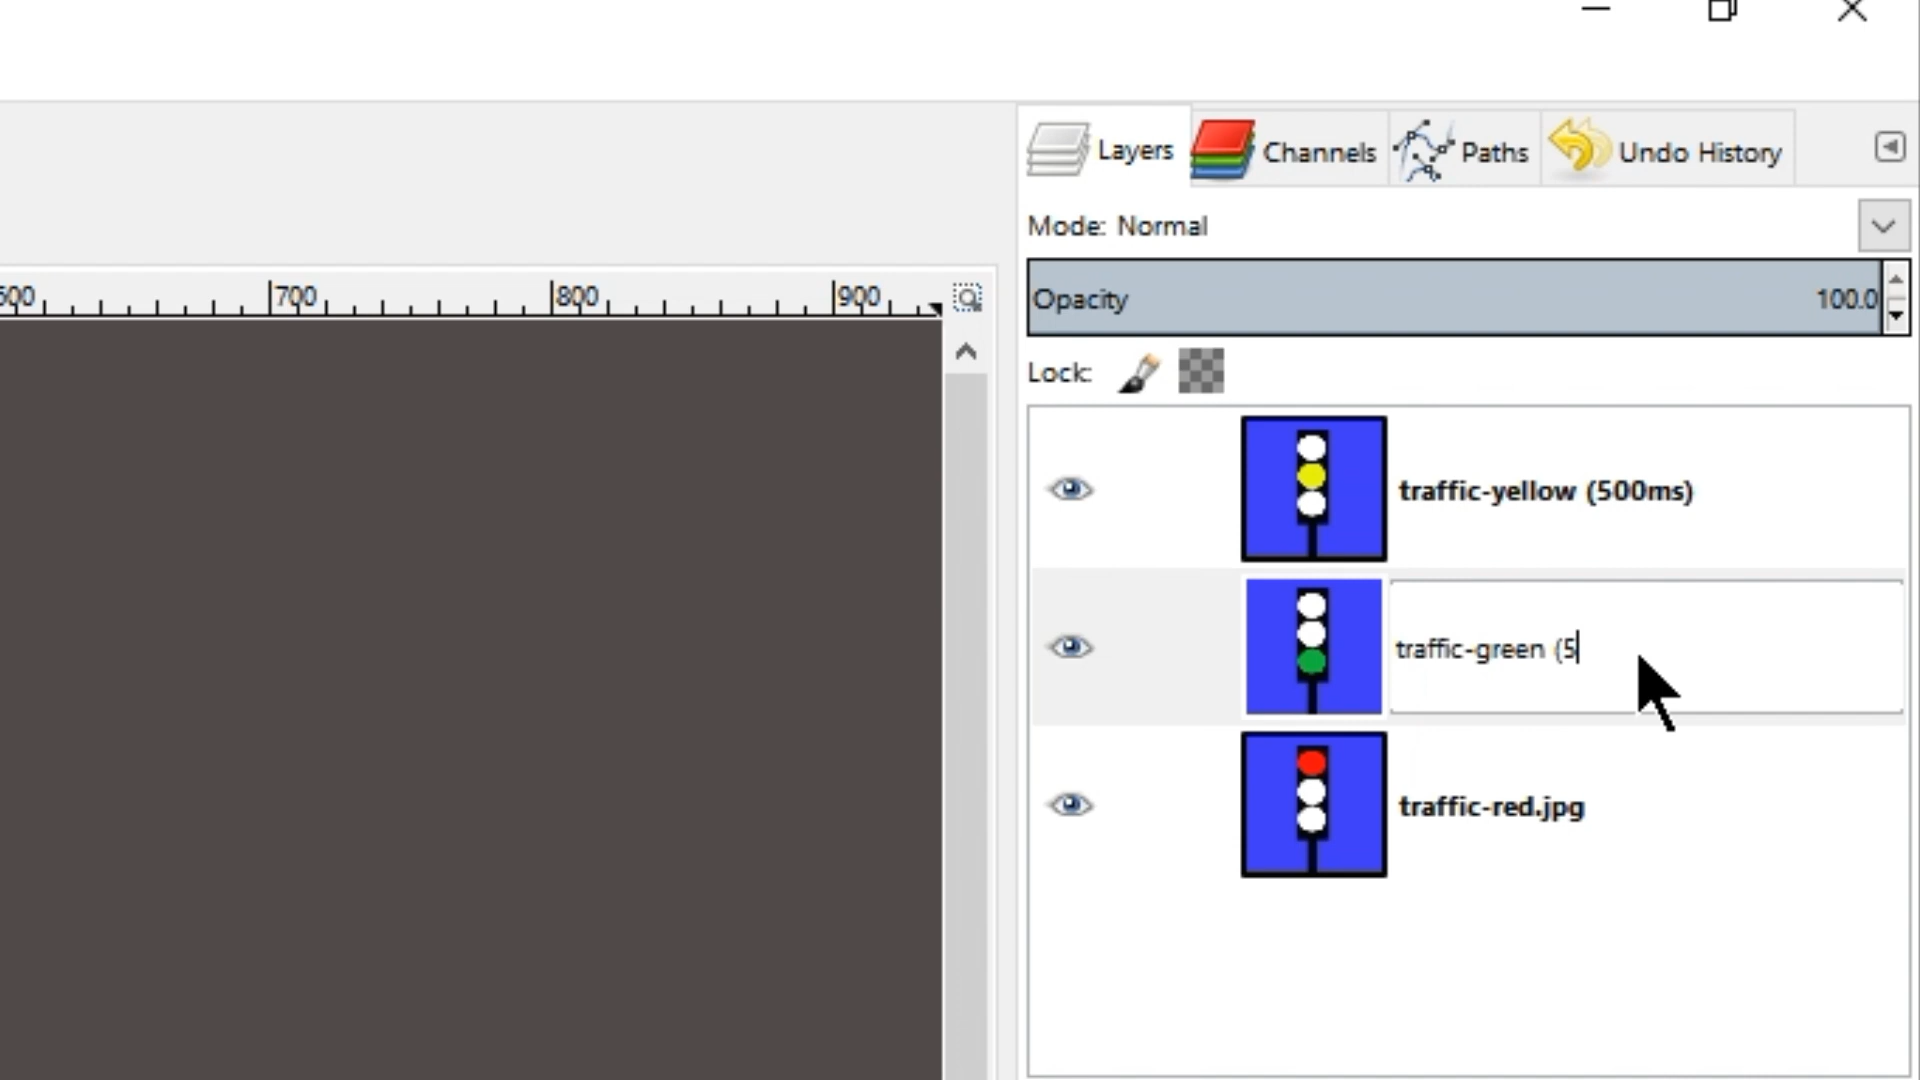 Layers Channels Paths Undo History
Mode: Normal
Opacity 100.0
Lock:
700 800 900
traffic-yellow (500ms)
traffic-green (5
traffic-red.jpg